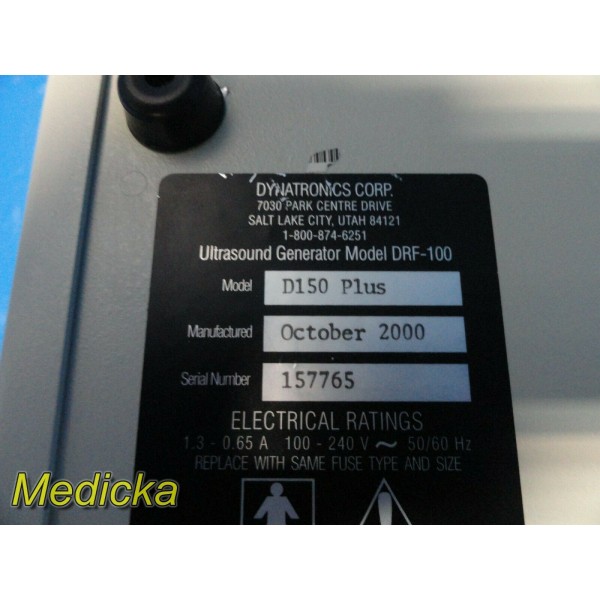 DYNATRONICS CORP.
7030 PARK CENTRE DRIVE
SALT LAKE CITY, UTAH 84121
1-800-874-6251
Ultrasound Generator Model DRF-100
Model D150 Plus
Manufactured October 2000
Serial Number 157765
ELECTRICAL RATINGS
1.3 - 0.65 A 100 - 240 V ~ 50/60 Hz
REPLACE WITH SAME FUSE TYPE AND SIZE
Medicka